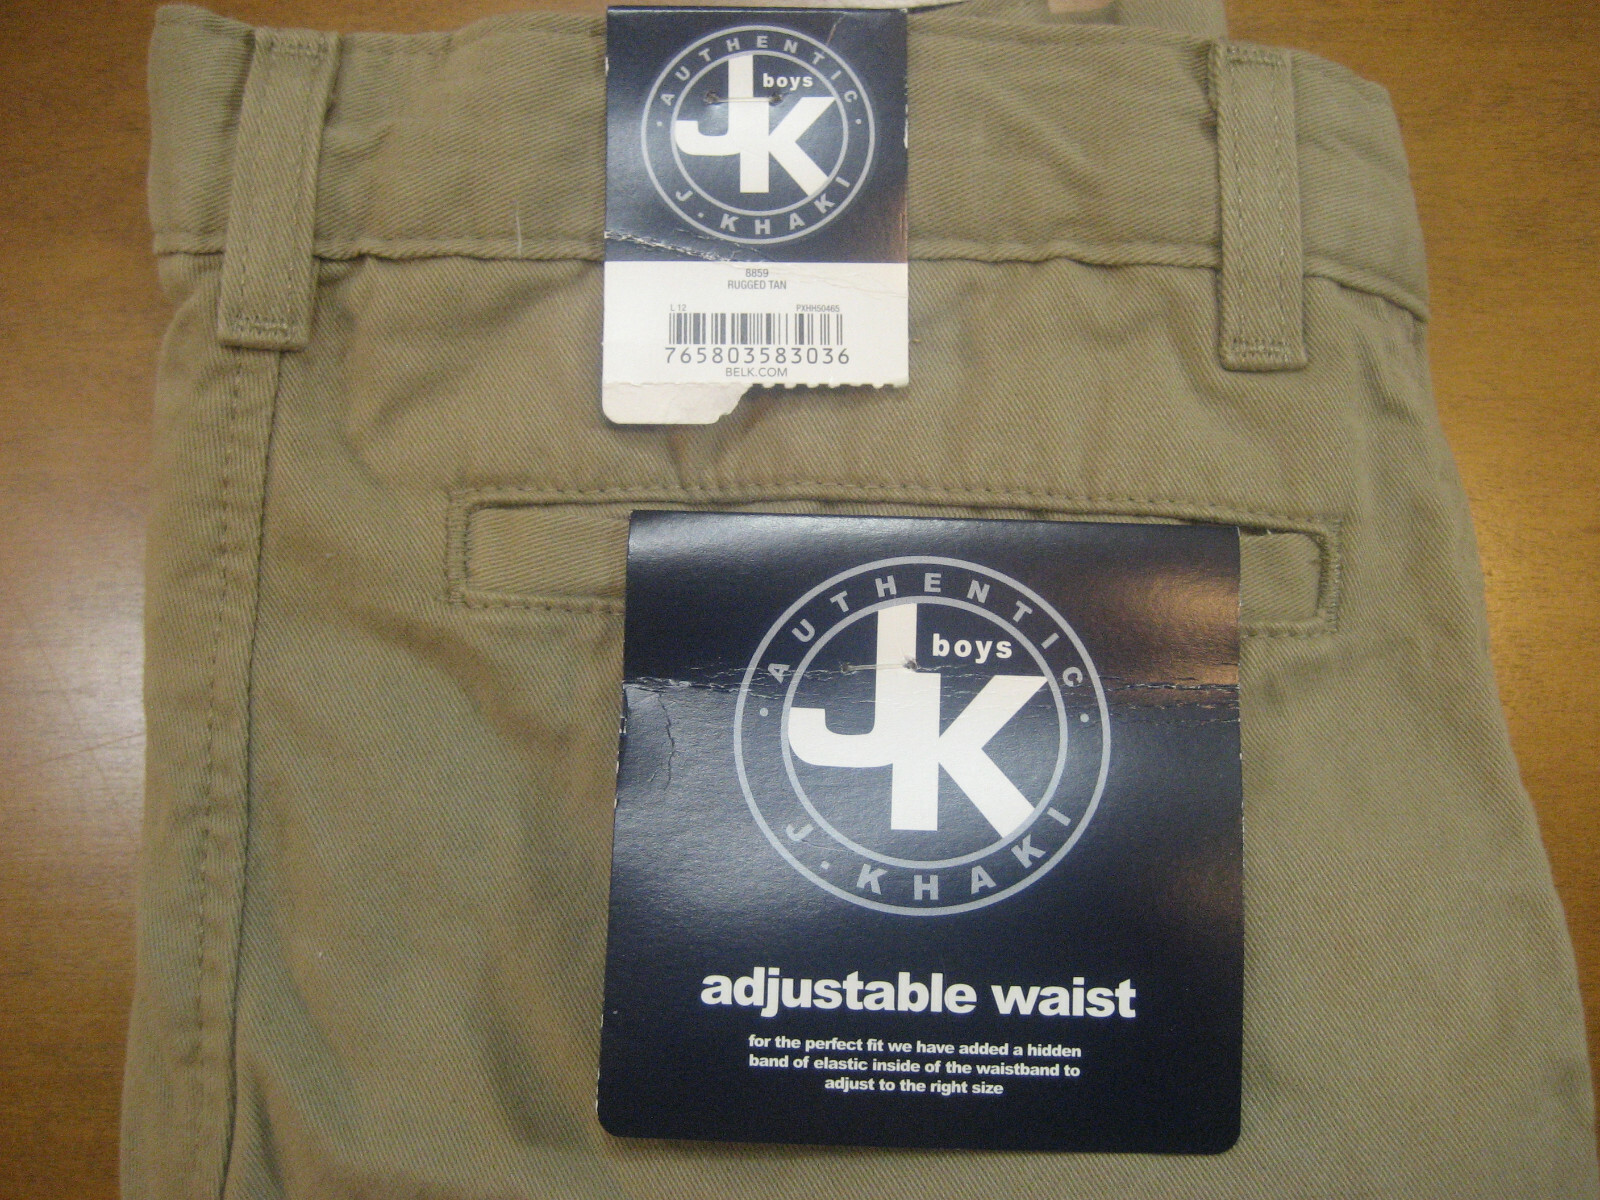 AUTHENTIC
boys
JK
J. KHAKI
8859
RUGGED TAN
L 12 PXHH50465
765803583036
BELK.COM
AUTHENTIC
boys
JK
J. KHAKI
adjustable waist
for the perfect fit we have added a hidden
band of elastic inside of the waistband to
adjust to the right size